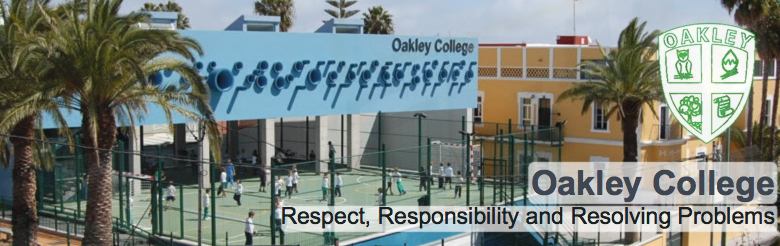 Oakley College
OAKLEY
Oakley College
Respect, Responsibility and Resolving Problems